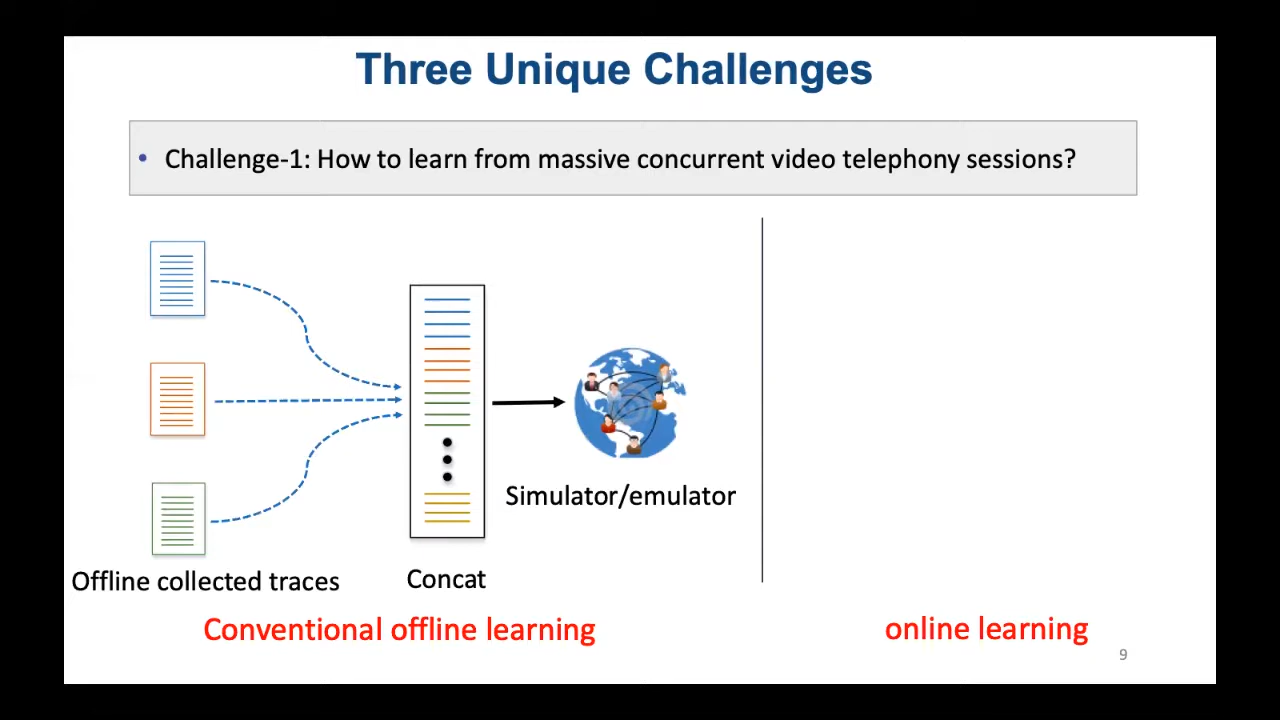 Three Unique Challenges
• Challenge-1: How to learn from massive concurrent video telephony sessions?
Simulator/emulator
Offline collected traces
Concat
Conventional offline learning
online learning
9